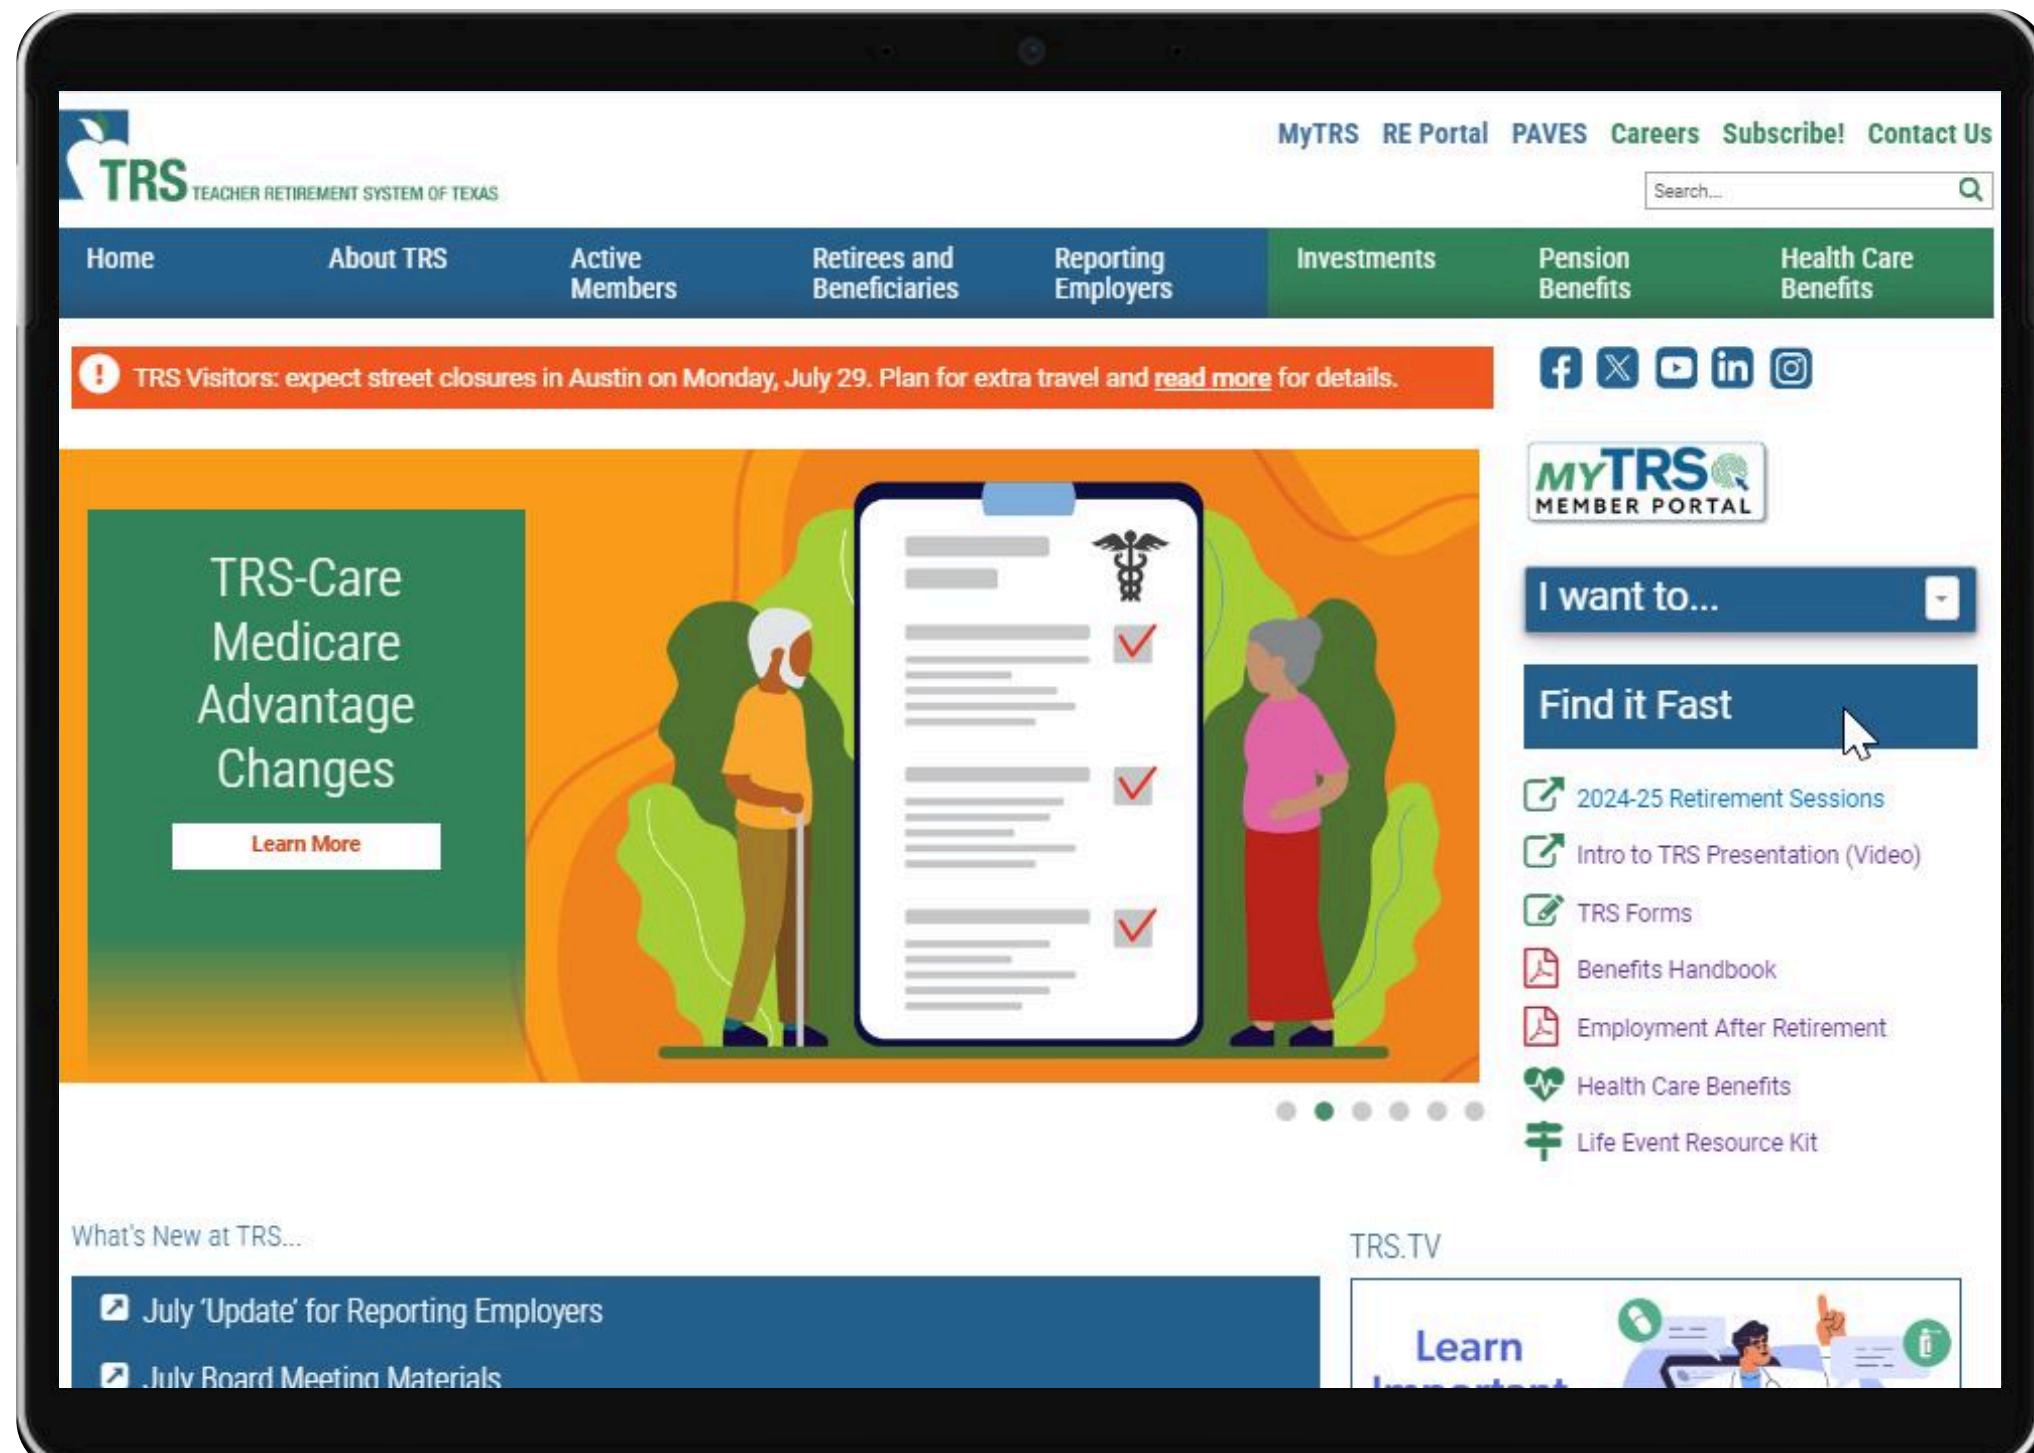 TRS TEACHER RETIREMENT SYSTEM OF TEXAS
MyTRS RE Portal PAVES Careers Subscribe! Contact Us
Search...
Home
About TRS
Active
Members
Retirees and
Beneficiaries
Reporting
Employers
Investments
Pension
Benefits
Health Care
Benefits
TRS Visitors: expect street closures in Austin on Monday, July 29. Plan for extra travel and read more for details.
TRS-Care
Medicare
Advantage
Changes
Learn More
MYTRS
MEMBER PORTAL
I want to...
Find it Fast
2024-25 Retirement Sessions
Intro to TRS Presentation (Video)
TRS Forms
Benefits Handbook
Employment After Retirement
Health Care Benefits
Life Event Resource Kit
What's New at TRS...
July ‘Update’ for Reporting Employers
July Board Meeting Materials
TRS.TV
Learn
Important